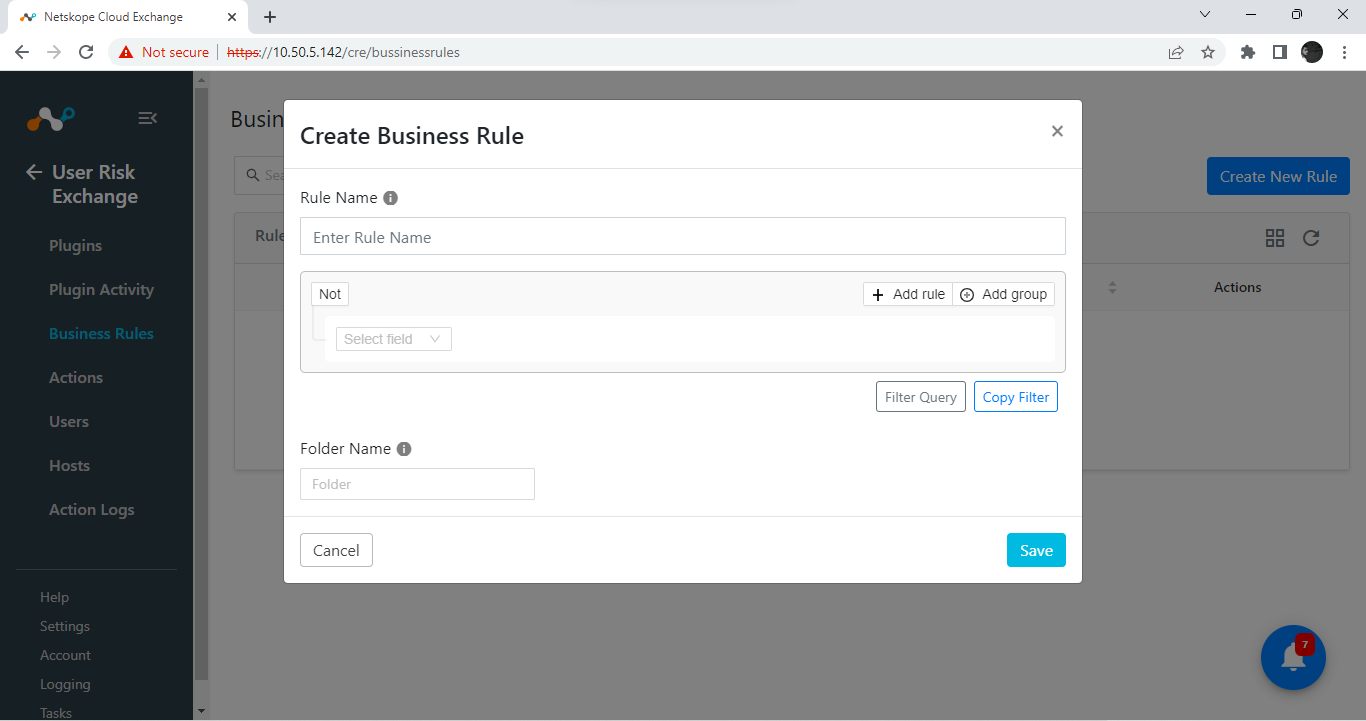 Netskope Cloud Exchange
Not secure
https://10.50.5.142/cre/bussinessrules
User Risk
Exchange
Plugins
Plugin Activity
Business Rules
Actions
Users
Hosts
Action Logs
Help
Settings
Account
Logging
Tasks
Busin
Sea
Create New Rule
Rule
Actions
Create Business Rule
Rule Name
Enter Rule Name
Not
Add rule
Add group
Select field
Filter Query
Copy Filter
Folder Name
Folder
Cancel
Save
7